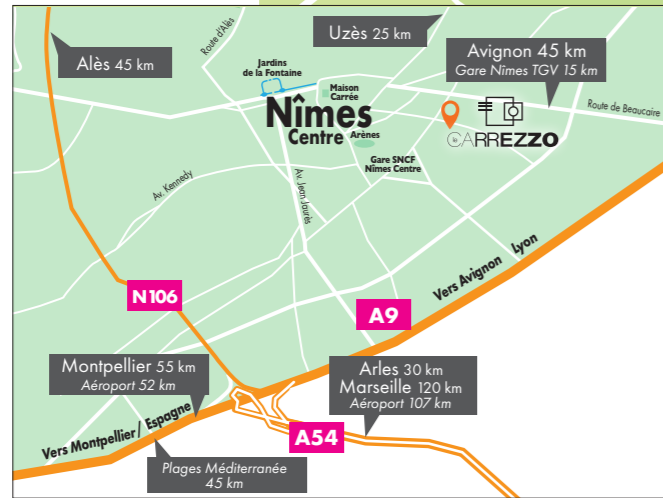 Route d'Alès
Uzès 25 km
Alès 45 km
Avignon 45 km
Gare Nîmes TGV 15 km
Jardins
de la Fontaine
Maison
Carrée
Nîmes
Centre
Arènes
Route de Beaucaire
le CARREZZO
Gare SNCF
Nîmes Centre
Av. Kennedy
Av. Jean Jaurès
Vers Avignon Lyon
N106
A9
Montpellier 55 km
Aéroport 52 km
Arles 30 km
Marseille 120 km
Aéroport 107 km
Vers Montpellier / Espagne
A54
Plages Méditerranée
45 km